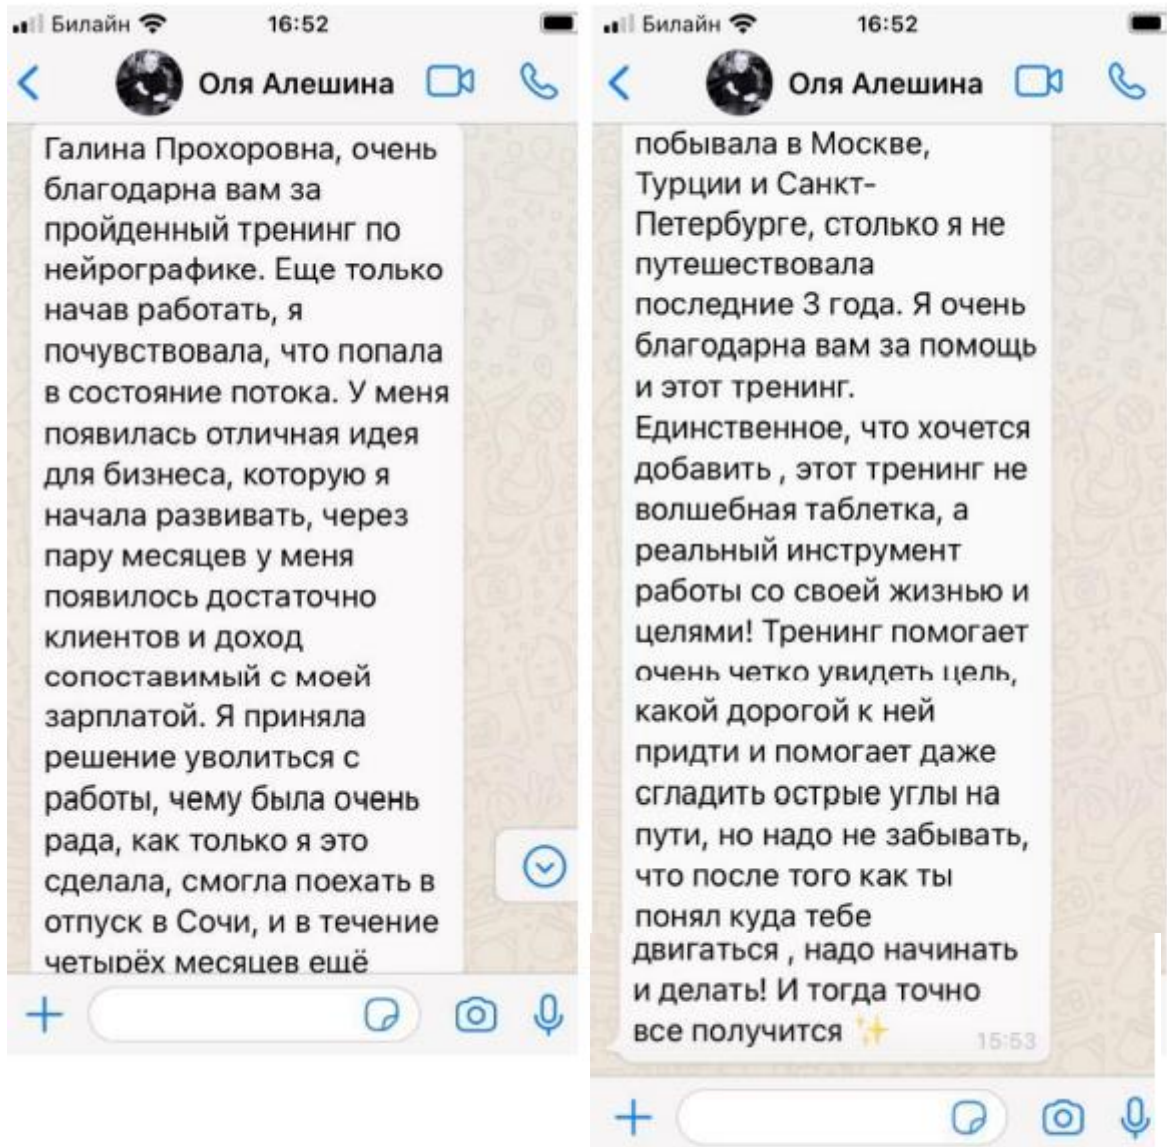 Билайн 16:52
Оля Алешина
Галина Прохоровна, очень
благодарна вам за
пройденный тренинг по
нейрографике. Еще только
начав работать, я
почувствовала, что попала
в состояние потока. У меня
появилась отличная идея
для бизнеса, которую я
начала развивать, через
пару месяцев у меня
появилось достаточно
клиентов и доход
сопоставимый с моей
зарплатой. Я приняла
решение уволиться с
работы, чему была очень
рада, как только я это
сделала, смогла поехать в
отпуск в Сочи, и в течение
четырёх месяцев ещё
Билайн 16:52
Оля Алешина
побывала в Москве,
Турции и Санкт-
Петербурге, столько я не
путешествовала
последние 3 года. Я очень
благодарна вам за помощь
и этот тренинг.
Единственное, что хочется
добавить , этот тренинг не
волшебная таблетка, а
реальный инструмент
работы со своей жизнью и
целями! Тренинг помогает
очень четко увидеть цель,
какой дорогой к ней
придти и помогает даже
сгладить острые углы на
пути, но надо не забывать,
что после того как ты
понял куда тебе
двигаться , надо начинать
и делать! И тогда точно
все получится ✨
15:53